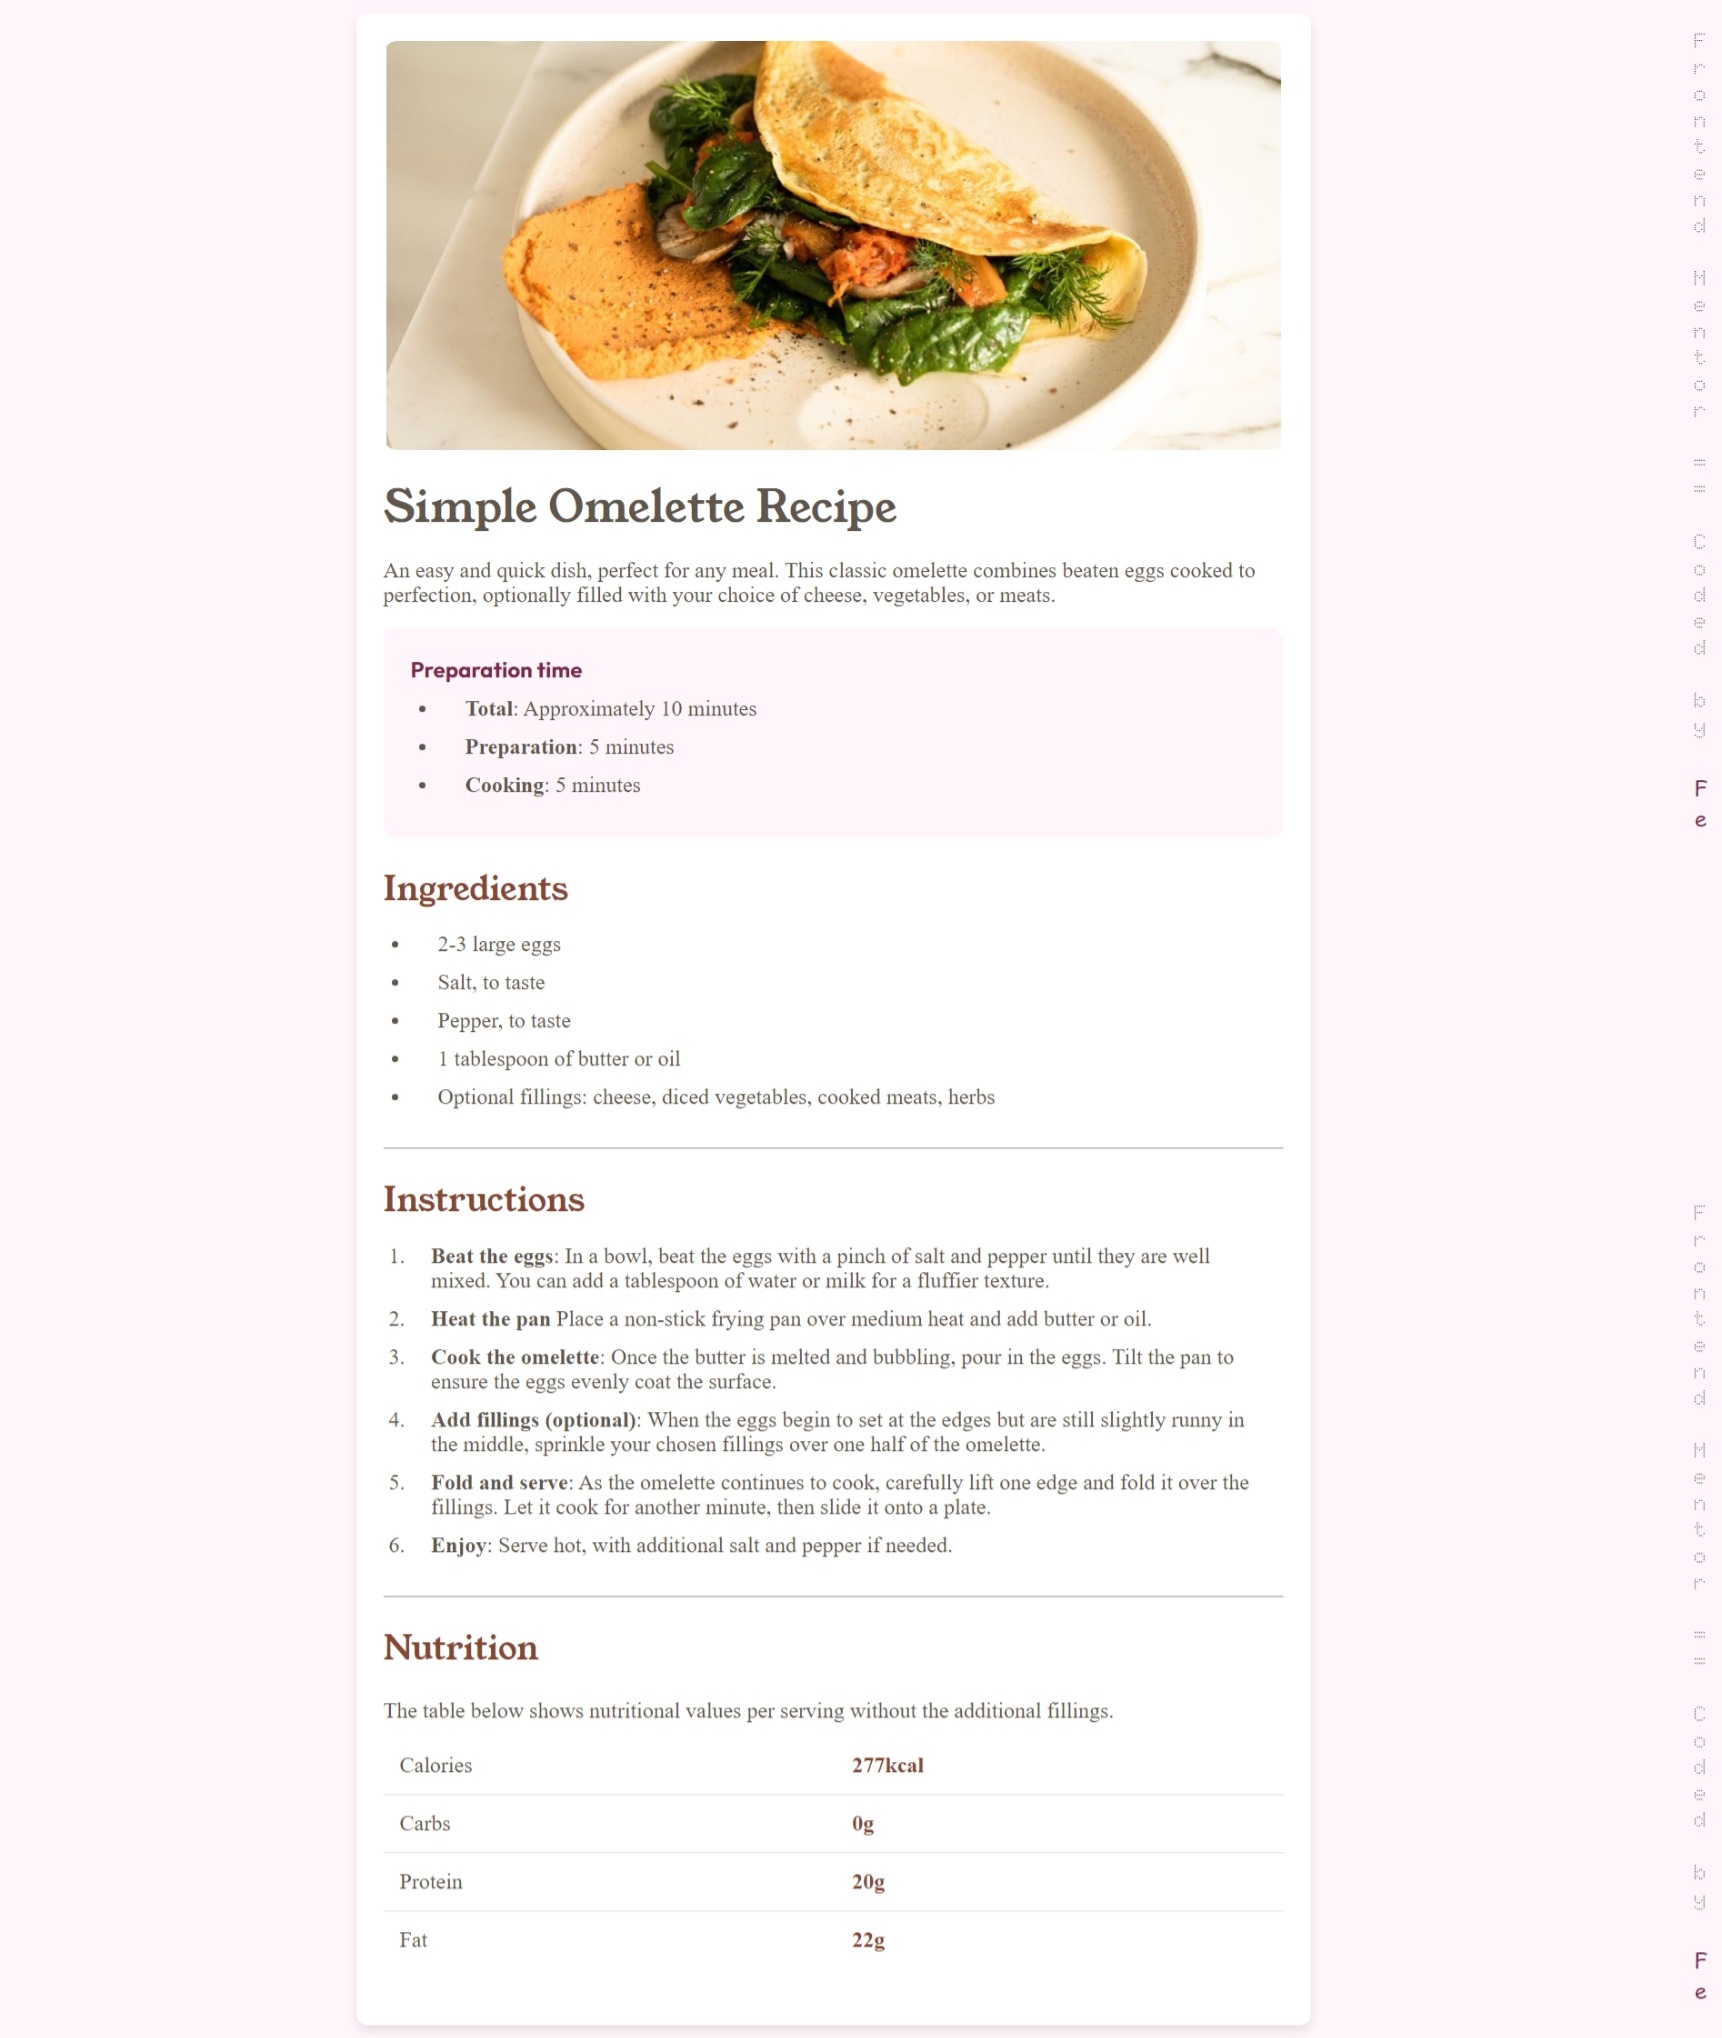 Simple Omelette Recipe
An easy and quick dish, perfect for any meal. This classic omelette combines beaten eggs cooked to
perfection, optionally filled with your choice of cheese, vegetables, or meats.
Preparation time
• Total: Approximately 10 minutes
• Preparation: 5 minutes
• Cooking: 5 minutes
Ingredients
• 2-3 large eggs
• Salt, to taste
• Pepper, to taste
• 1 tablespoon of butter or oil
• Optional fillings: cheese, diced vegetables, cooked meats, herbs
Instructions
1. Beat the eggs: In a bowl, beat the eggs with a pinch of salt and pepper until they are well
mixed. You can add a tablespoon of water or milk for a fluffier texture.
2. Heat the pan Place a non-stick frying pan over medium heat and add butter or oil.
3. Cook the omelette: Once the butter is melted and bubbling, pour in the eggs. Tilt the pan to
ensure the eggs evenly coat the surface.
4. Add fillings (optional): When the eggs begin to set at the edges but are still slightly runny in
the middle, sprinkle your chosen fillings over one half of the omelette.
5. Fold and serve: As the omelette continues to cook, carefully lift one edge and fold it over the
fillings. Let it cook for another minute, then slide it onto a plate.
6. Enjoy: Serve hot, with additional salt and pepper if needed.
Nutrition
The table below shows nutritional values per serving without the additional fillings.
Calories 277kcal
Carbs 0g
Protein 20g
Fat 22g
Frontend Mentor == Coded by Fe
Frontend Mentor == Coded by Fe